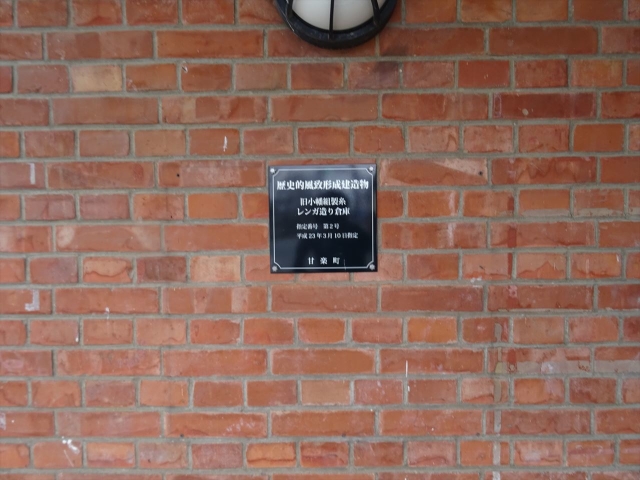 歴史的風致形成建造物
旧小幡組製糸
レンガ造り倉庫
指定番号 第2号
平成23年3月10日指定
甘楽町